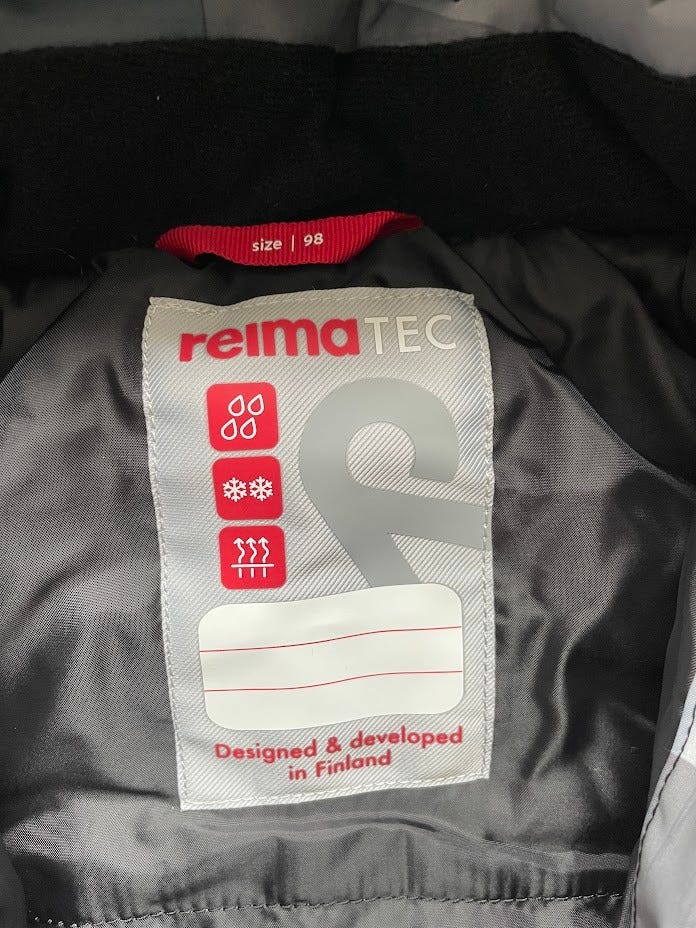 size | 98
reimaTEC
Designed & developed
in Finland